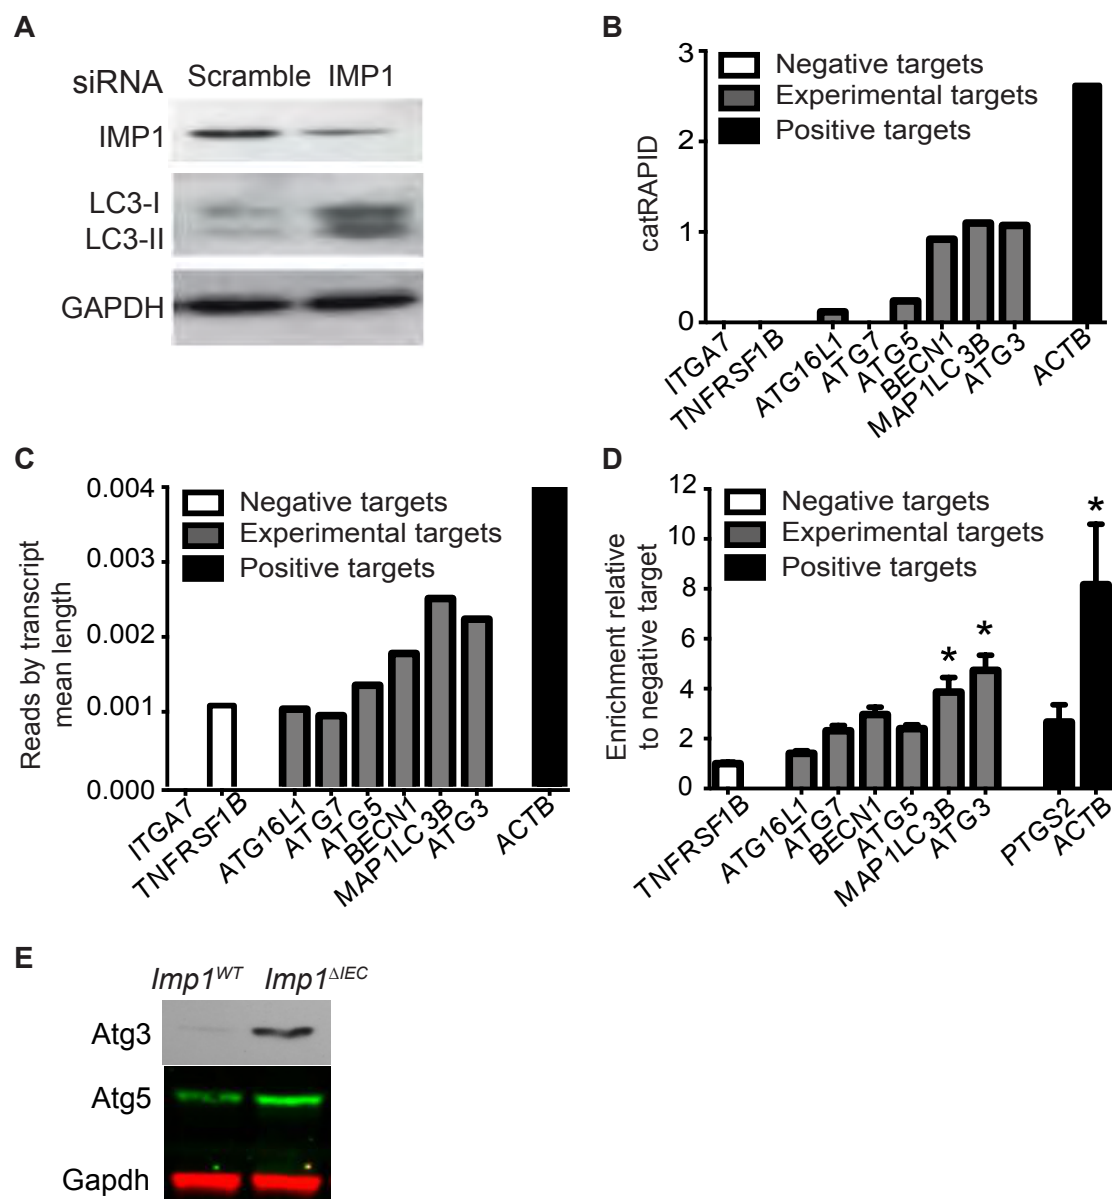 A
siRNA Scramble IMP1
IMP1
LC3-I
LC3-II
GAPDH
B
catRAPID
3
2
1
0
Negative targets
Experimental targets
Positive targets
ITGA7
TNFRSF1B
ATG16L1
ATG7
ATG5
BECN1
MAP1LC3B
ATG3
ACTB
C
Reads by transcript
mean length
0.004
0.003
0.002
0.001
0.000
Negative targets
Experimental targets
Positive targets
ITGA7
TNFRSF1B
ATG16L1
ATG7
ATG5
BECN1
MAP1LC3B
ATG3
ACTB
D
Enrichment relative
to negative target
12
10
8
6
4
2
0
Negative targets
Experimental targets
Positive targets
*
*
*
TNFRSF1B
ATG16L1
ATG7
BECN1
ATG5
MAP1LC3B
ATG3
PTGS2
ACTB
E
Imp1WT Imp1ΔIEC
Atg3
Atg5
Gapdh